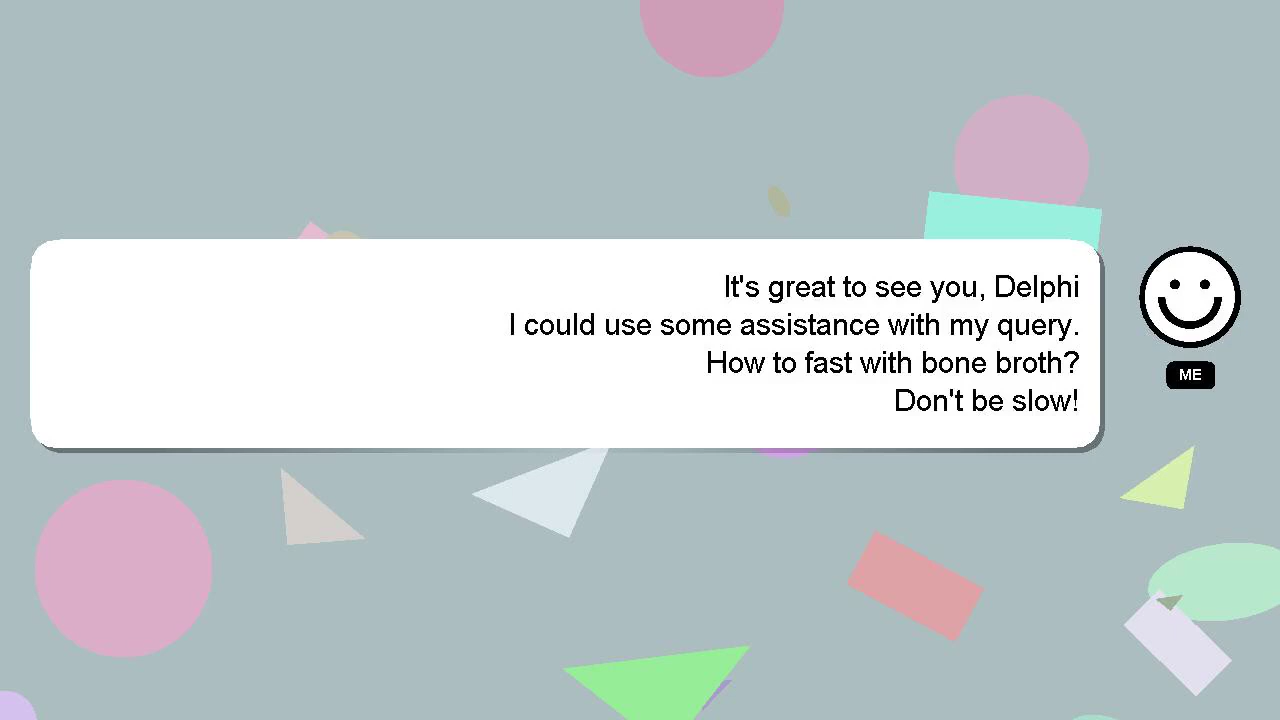 It's great to see you, Delphi
I could use some assistance with my query.
How to fast with bone broth?
Don't be slow!
ME